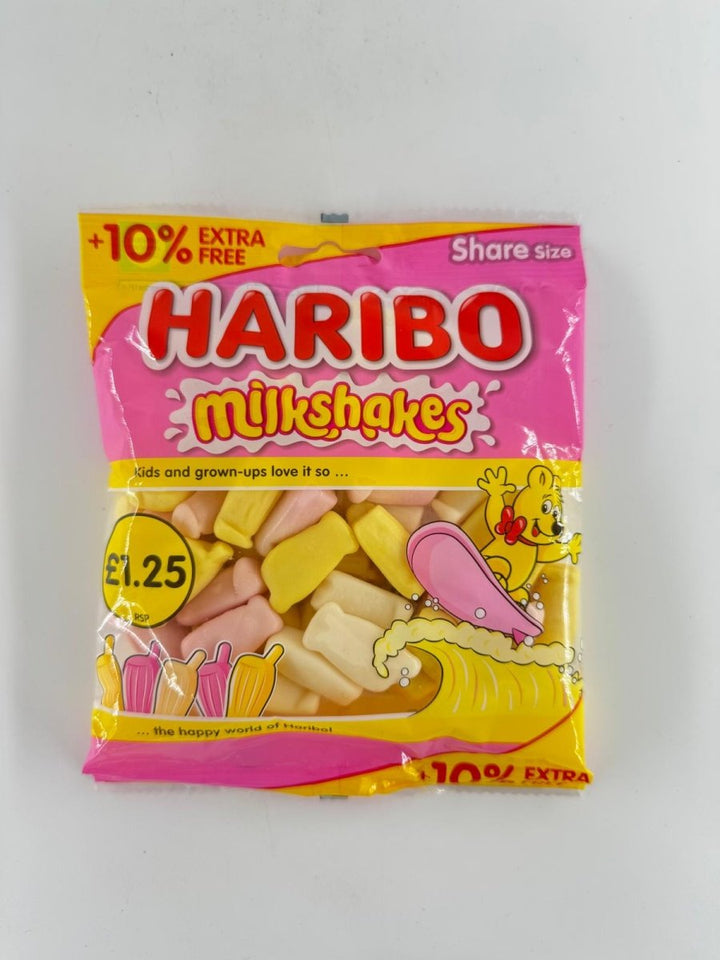 +10% EXTRA FREE
Share Size
HARIBO
milkshakes
Kids and grown-ups love it so ...
£1.25
RSP
... the happy world of Haribo!
+10% EXTRA